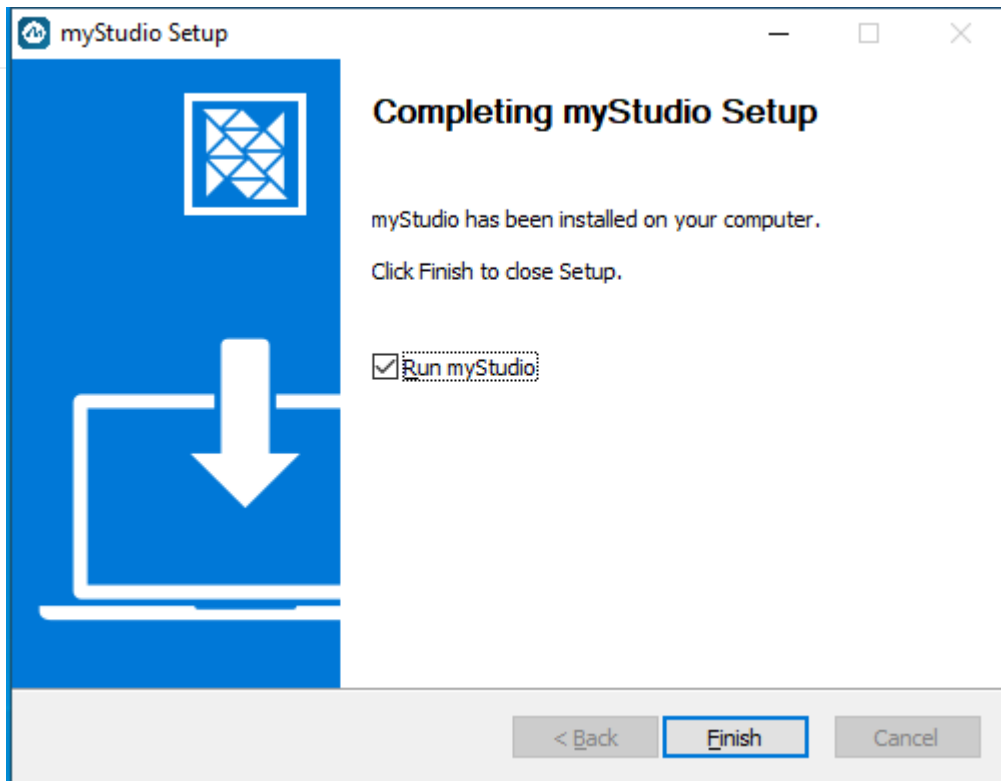 myStudio Setup
Completing myStudio Setup
myStudio has been installed on your computer.
Click Finish to close Setup.
Run myStudio
< Back Finish Cancel